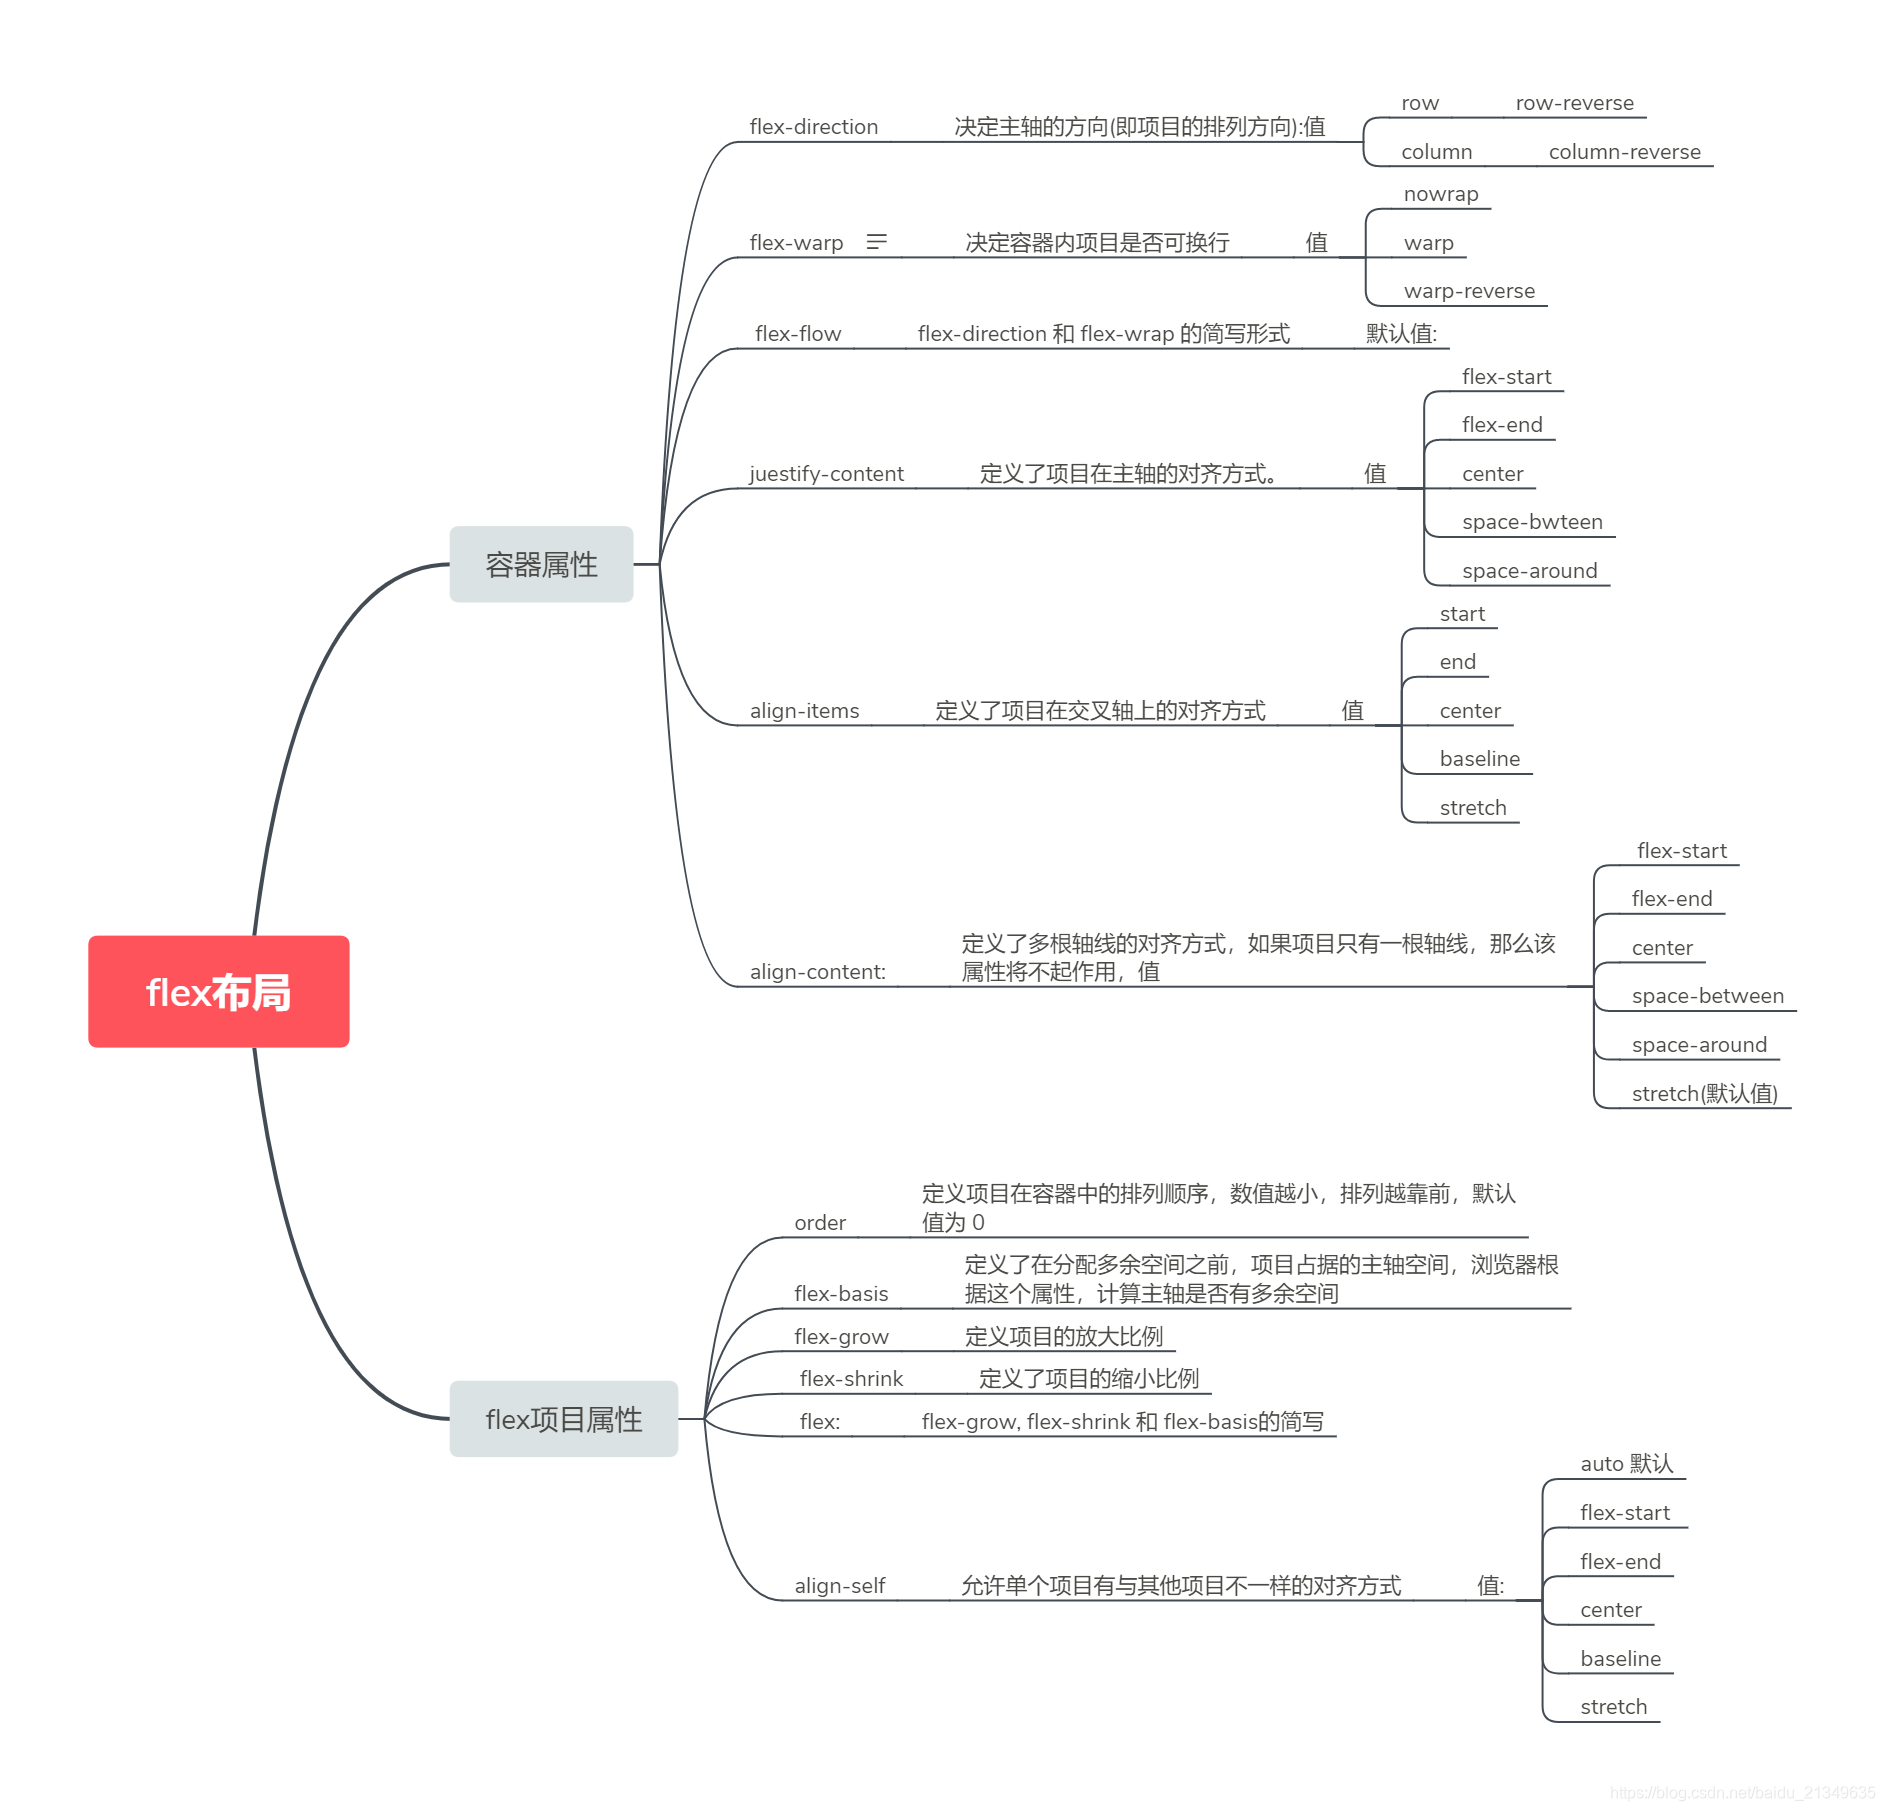 flex布局
容器属性
flex-direction
决定主轴的方向(即项目的排列方向):值
row
row-reverse
column
column-reverse
flex-warp
决定容器内项目是否可换行
值
nowrap
warp
warp-reverse
flex-flow
flex-direction 和 flex-wrap 的简写形式
默认值:
juestify-content
定义了项目在主轴的对齐方式。
值
flex-start
flex-end
center
space-bwteen
space-around
align-items
定义了项目在交叉轴上的对齐方式
值
start
end
center
baseline
stretch
align-content:
定义了多根轴线的对齐方式，如果项目只有一根轴线，那么该
属性将不起作用，值
flex-start
flex-end
center
space-between
space-around
stretch(默认值)
flex项目属性
order
定义项目在容器中的排列顺序，数值越小，排列越靠前，默认
值为 0
flex-basis
定义了在分配多余空间之前，项目占据的主轴空间，浏览器根
据这个属性，计算主轴是否有多余空间
flex-grow
定义项目的放大比例
flex-shrink
定义了项目的缩小比例
flex:
flex-grow, flex-shrink 和 flex-basis的简写
align-self
允许单个项目有与其他项目不一样的对齐方式
值:
auto 默认
flex-start
flex-end
center
baseline
stretch
https://blog.csdn.net/baidu_21349635